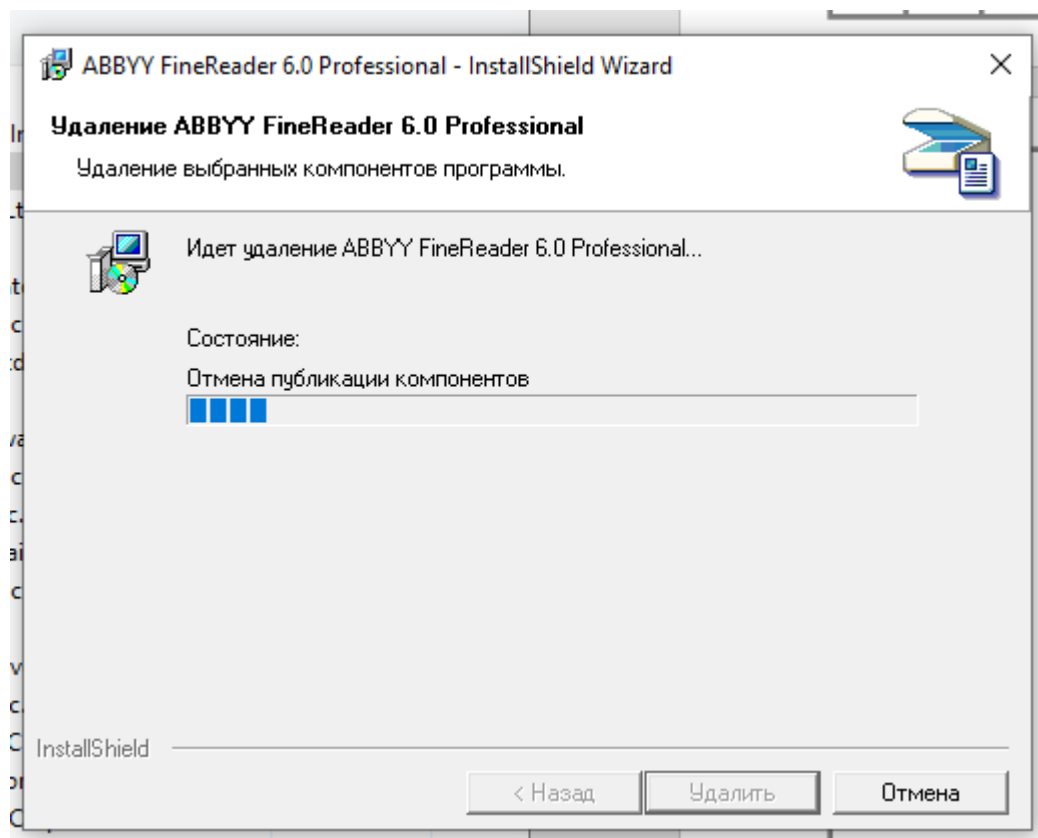 ABBYY FineReader 6.0 Professional - InstallShield Wizard
Удаление ABBYY FineReader 6.0 Professional
Удаление выбранных компонентов программы.
Идет удаление ABBYY FineReader 6.0 Professional...
Состояние:
Отмена публикации компонентов
InstallShield
< Назад
Удалить
Отмена